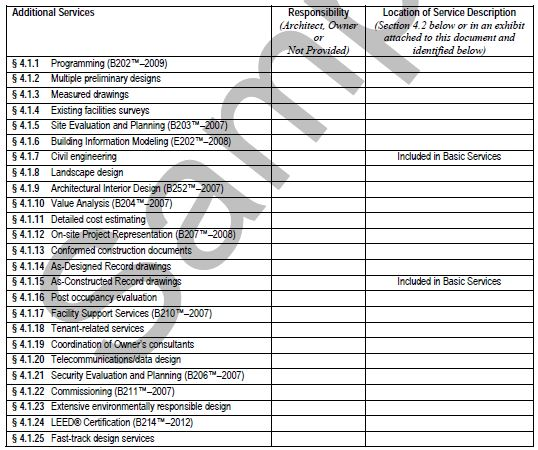 Additional Services Responsibility Location of Service Description
(Architect, Owner (Section 4.2 below or in an exhibit
or attached to this document and
Not Provided) identified below)
§ 4.1.1 Programming (B202™–2009)
§ 4.1.2 Multiple preliminary designs
§ 4.1.3 Measured drawings
§ 4.1.4 Existing facilities surveys
§ 4.1.5 Site Evaluation and Planning (B203™–2007)
§ 4.1.6 Building Information Modeling (E202™–2008)
§ 4.1.7 Civil engineering Included in Basic Services
§ 4.1.8 Landscape design
§ 4.1.9 Architectural Interior Design (B252™–2007)
§ 4.1.10 Value Analysis (B204™–2007)
§ 4.1.11 Detailed cost estimating
§ 4.1.12 On-site Project Representation (B207™–2008)
§ 4.1.13 Conformed construction documents
§ 4.1.14 As-Designed Record drawings
§ 4.1.15 As-Constructed Record drawings Included in Basic Services
§ 4.1.16 Post occupancy evaluation
§ 4.1.17 Facility Support Services (B210™–2007)
§ 4.1.18 Tenant-related services
§ 4.1.19 Coordination of Owner's consultants
§ 4.1.20 Telecommunications/data design
§ 4.1.21 Security Evaluation and Planning (B206™–2007)
§ 4.1.22 Commissioning (B211™–2007)
§ 4.1.23 Extensive environmentally responsible design
§ 4.1.24 LEED® Certification (B214™–2012)
§ 4.1.25 Fast-track design services
Samp